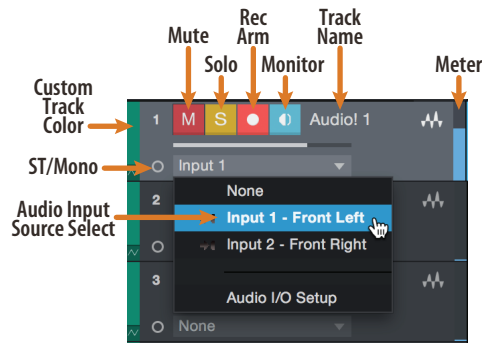 Mute
Rec
Arm
Track
Name
Solo
Monitor
Meter
Custom
Track
Color
1 M S Audio! 1
ST/Mono
Input 1
None
2
Audio Input
Source Select
Input 1 - Front Left
Input 2 - Front Right
3
Audio I/O Setup
None